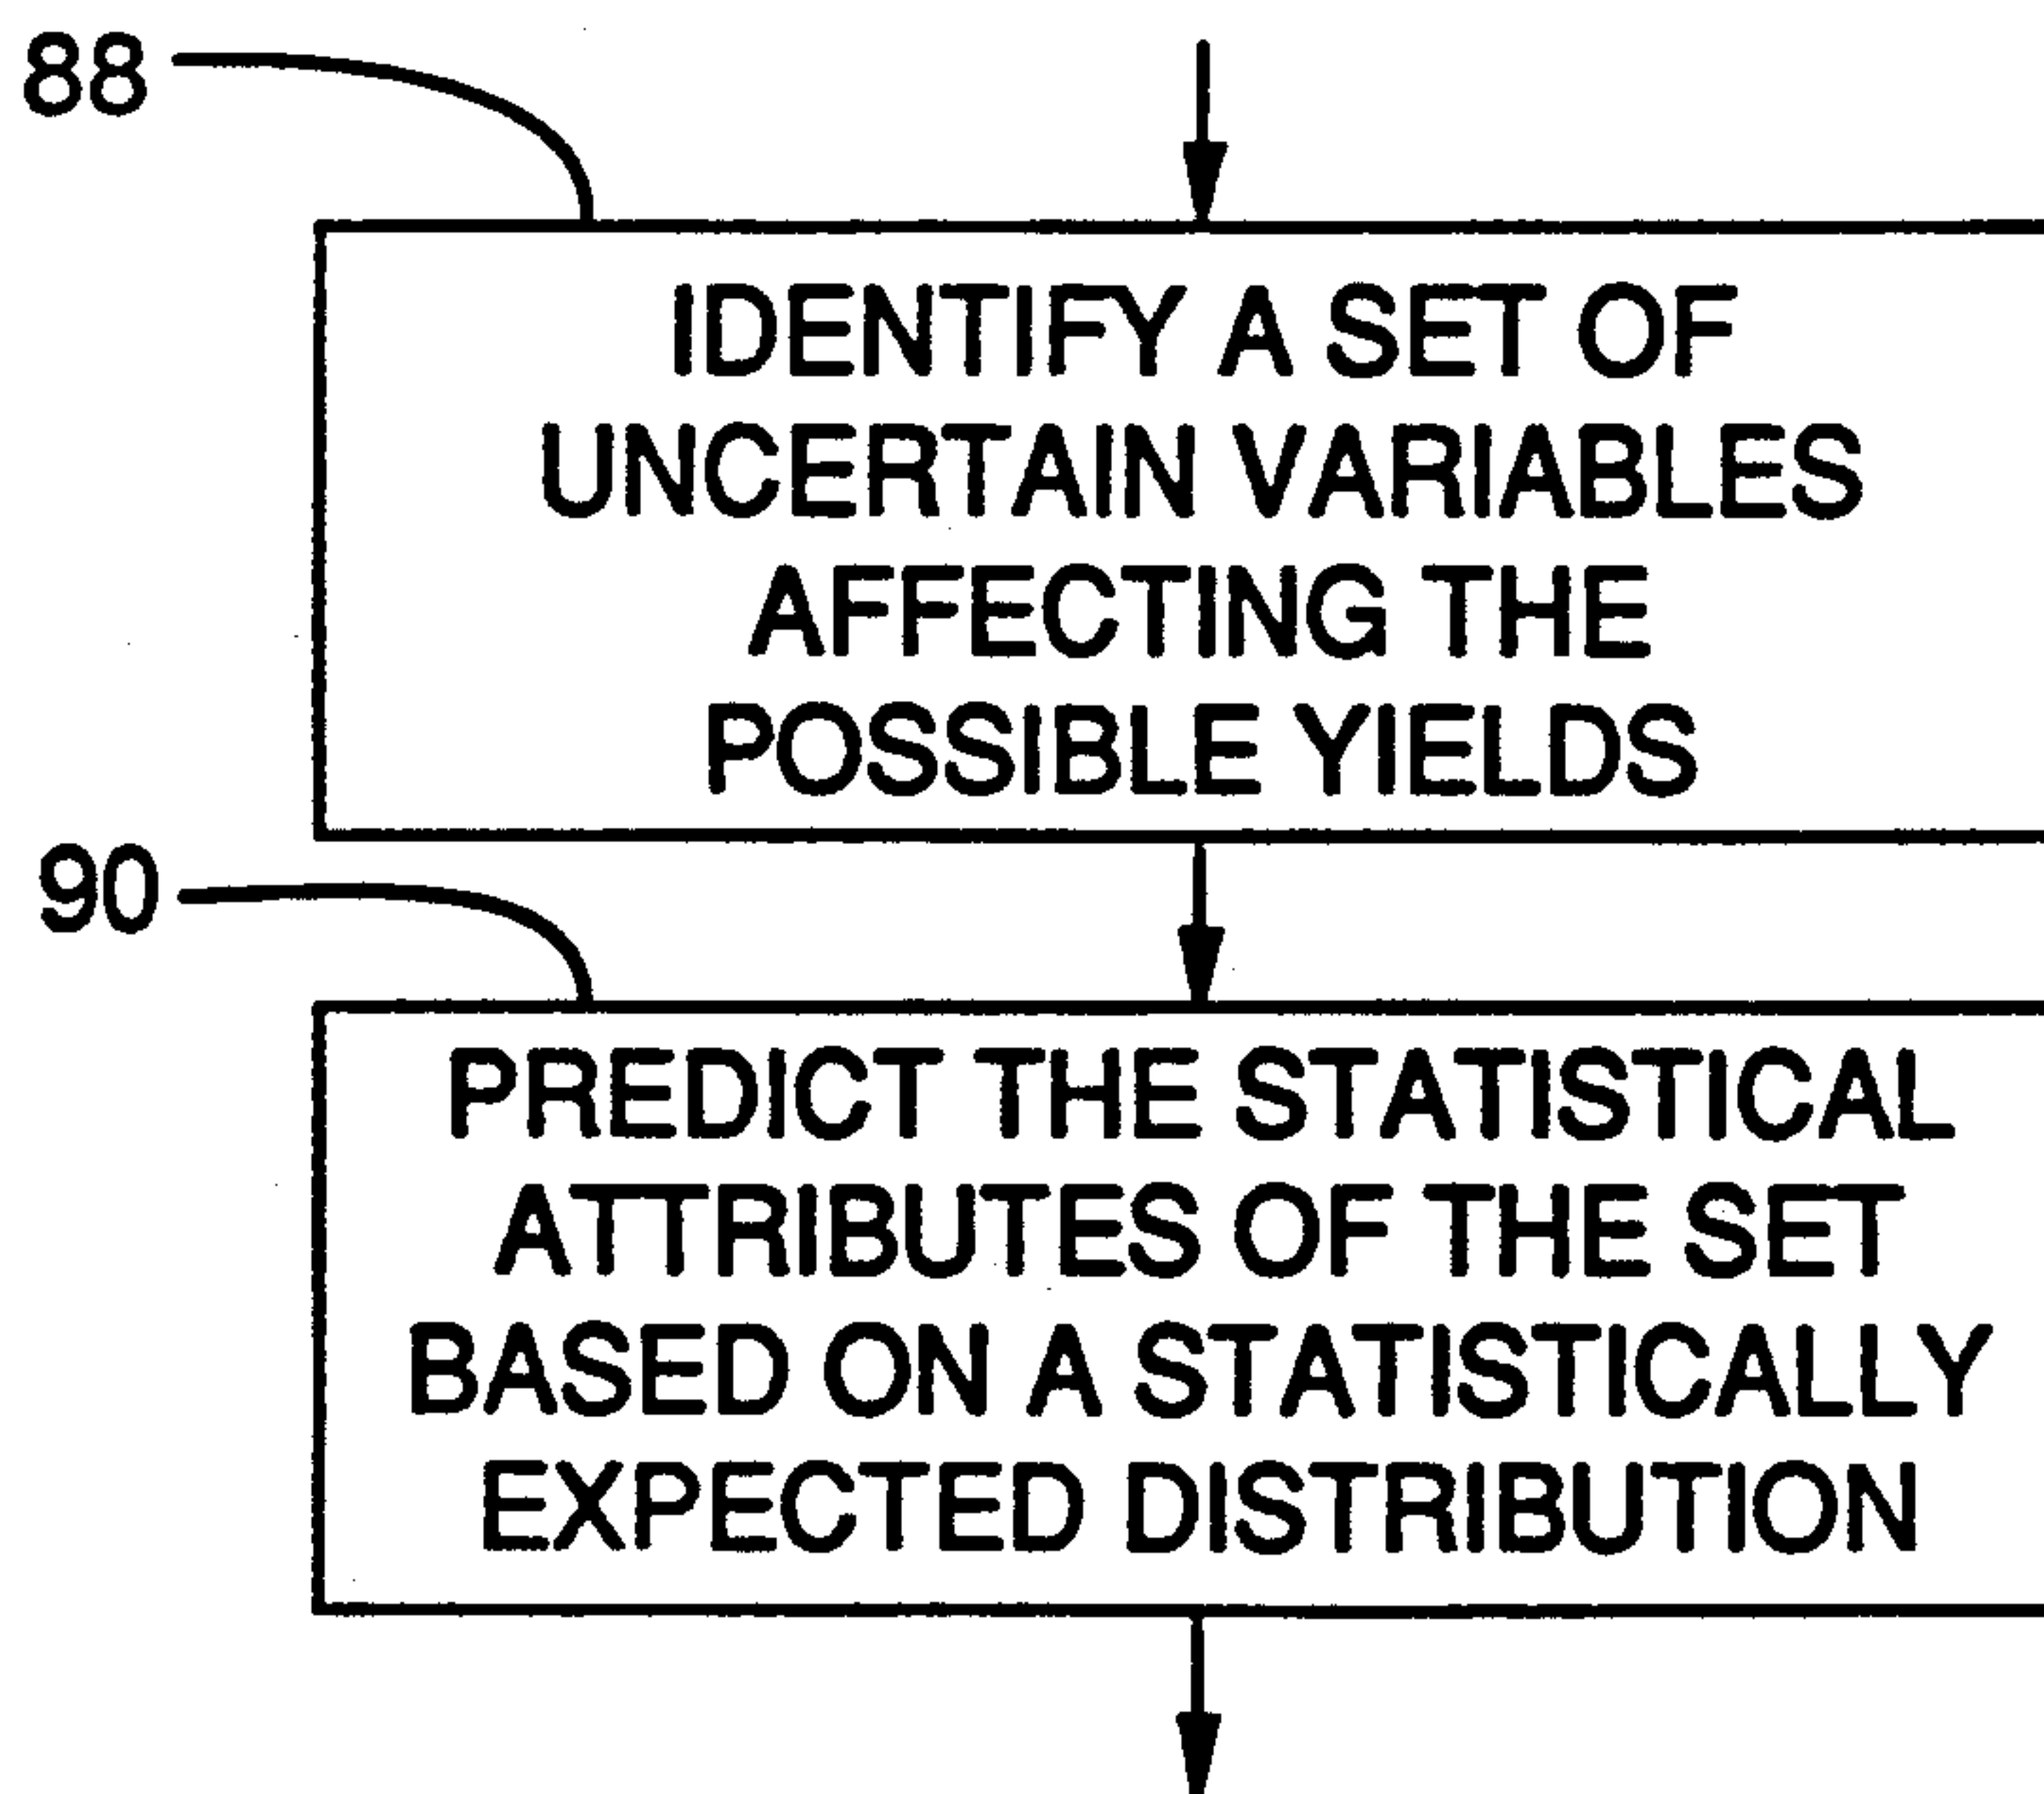 88
IDENTIFY A SET OF
UNCERTAIN VARIABLES
AFFECTING THE
POSSIBLE YIELDS
90
PREDICT THE STATISTICAL
ATTRIBUTES OF THE SET
BASED ON A STATISTICALLY
EXPECTED DISTRIBUTION